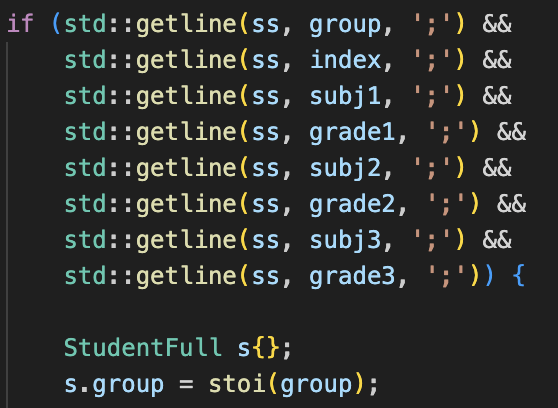 if (std::getline(ss, group, ';') &&
std::getline(ss, index, ';') &&
std::getline(ss, subj1, ';') &&
std::getline(ss, grade1, ';') &&
std::getline(ss, subj2, ';') &&
std::getline(ss, grade2, ';') &&
std::getline(ss, subj3, ';') &&
std::getline(ss, grade3, ';')) {
StudentFull s{};
s.group = stoi(group);